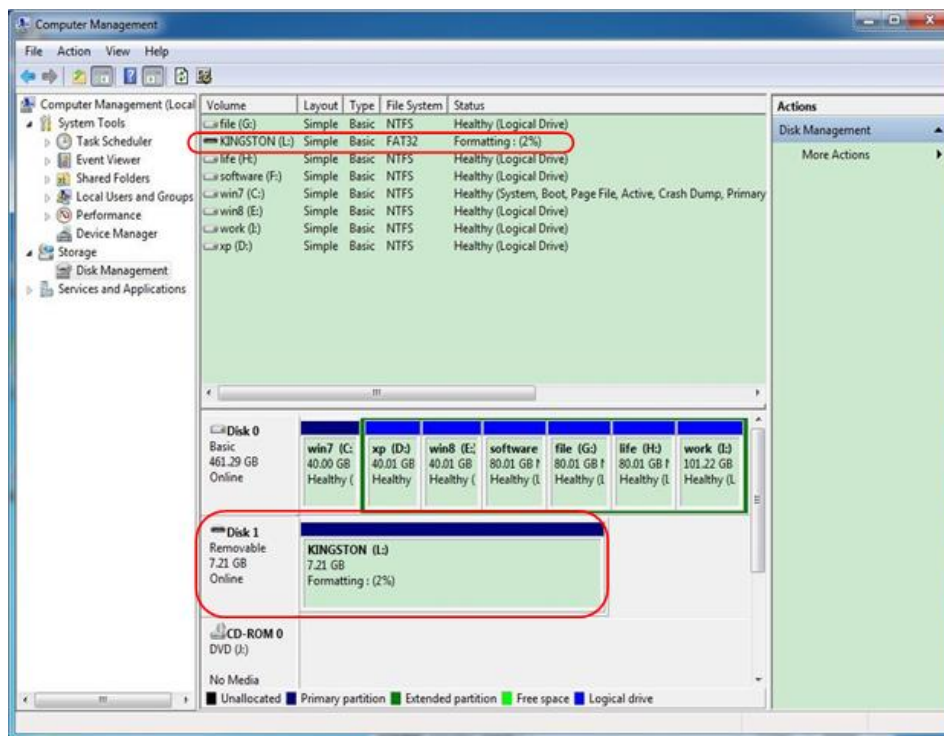 Computer Management
File Action View Help
Computer Management (Local
System Tools
Task Scheduler
Event Viewer
Shared Folders
Local Users and Groups
Performance
Device Manager
Storage
Disk Management
Services and Applications
Volume Layout Type File System Status
file (G:) Simple Basic NTFS Healthy (Logical Drive)
KINGSTON (L:) Simple Basic FAT32 Formatting : (2%)
life (H:) Simple Basic NTFS Healthy (Logical Drive)
software (F:) Simple Basic NTFS Healthy (Logical Drive)
win7 (C:) Simple Basic NTFS Healthy (System, Boot, Page File, Active, Crash Dump, Primary
win8 (E:) Simple Basic NTFS Healthy (Logical Drive)
work (I:) Simple Basic NTFS Healthy (Logical Drive)
xp (D:) Simple Basic NTFS Healthy (Logical Drive)
Actions
Disk Management
More Actions
Disk 0
Basic
461.29 GB
Online
win7 (C: xp (D:) win8 (E: software file (G:) life (H:) work (I:)
40.00 GB 40.01 GB 40.01 GB 80.01 GB 80.01 GB 80.01 GB 101.22 GB
Healthy ( Healthy Healthy ( Healthy (L Healthy (L Healthy (L Healthy (L
Disk 1
Removable
7.21 GB
Online
KINGSTON (L:)
7.21 GB
Formatting : (2%)
CD-ROM 0
DVD (J:)
No Media
Unallocated Primary partition Extended partition Free space Logical drive